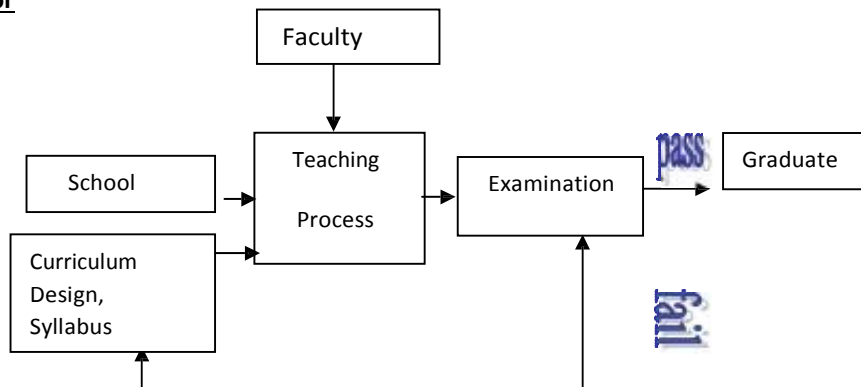 Faculty
Teaching
Process
School
Examination
pass
Graduate
Curriculum
Design,
Syllabus
fail